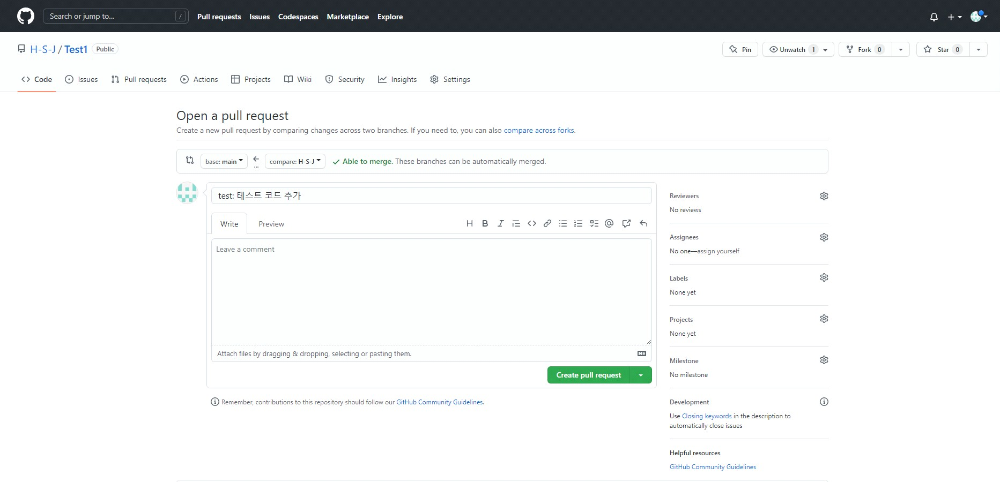 Search or jump to... /
Pull requests Issues Codespaces Marketplace Explore
H-S-J / Test1 Public
Pin Unwatch 1 Fork 0 Star 0
Code Issues Pull requests Actions Projects Wiki Security Insights Settings
Open a pull request
Create a new pull request by comparing changes across two branches. If you need to, you can also compare across forks.
base: main ... compare: H-S-J Able to merge. These branches can be automatically merged.
test: 테스트 코드 추가
Write Preview
Leave a comment
Attach files by dragging & dropping, selecting or pasting them.
Create pull request
Remember, contributions to this repository should follow our GitHub Community Guidelines.
Reviewers
No reviews
Assignees
No one—assign yourself
Labels
None yet
Projects
None yet
Milestone
No milestone
Development
Use Closing keywords in the description to
automatically close issues
Helpful resources
GitHub Community Guidelines